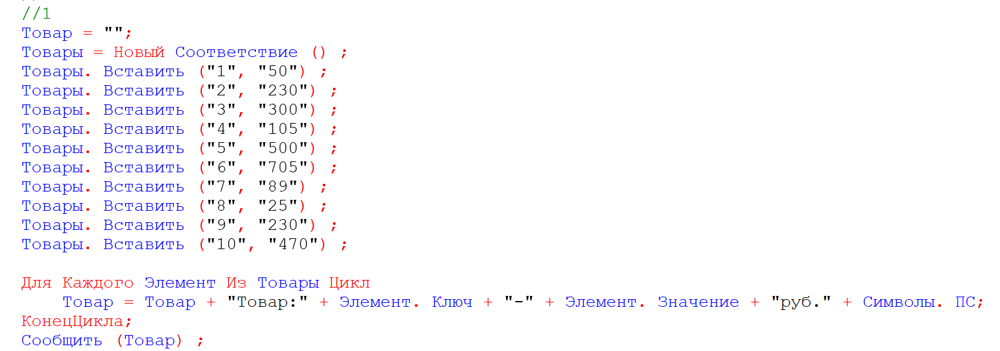 //1
Товар = "";
Товары = Новый Соответствие () ;
Товары. Вставить ("1", "50") ;
Товары. Вставить ("2", "230") ;
Товары. Вставить ("3", "300") ;
Товары. Вставить ("4", "105") ;
Товары. Вставить ("5", "500") ;
Товары. Вставить ("6", "705") ;
Товары. Вставить ("7", "89") ;
Товары. Вставить ("8", "25") ;
Товары. Вставить ("9", "230") ;
Товары. Вставить ("10", "470") ;
Для Каждого Элемент Из Товары Цикл
Товар = Товар + "Товар:" + Элемент. Ключ + "-" + Элемент. Значение + "руб." + Символы. ПС;
КонецЦикла;
Сообщить (Товар) ;